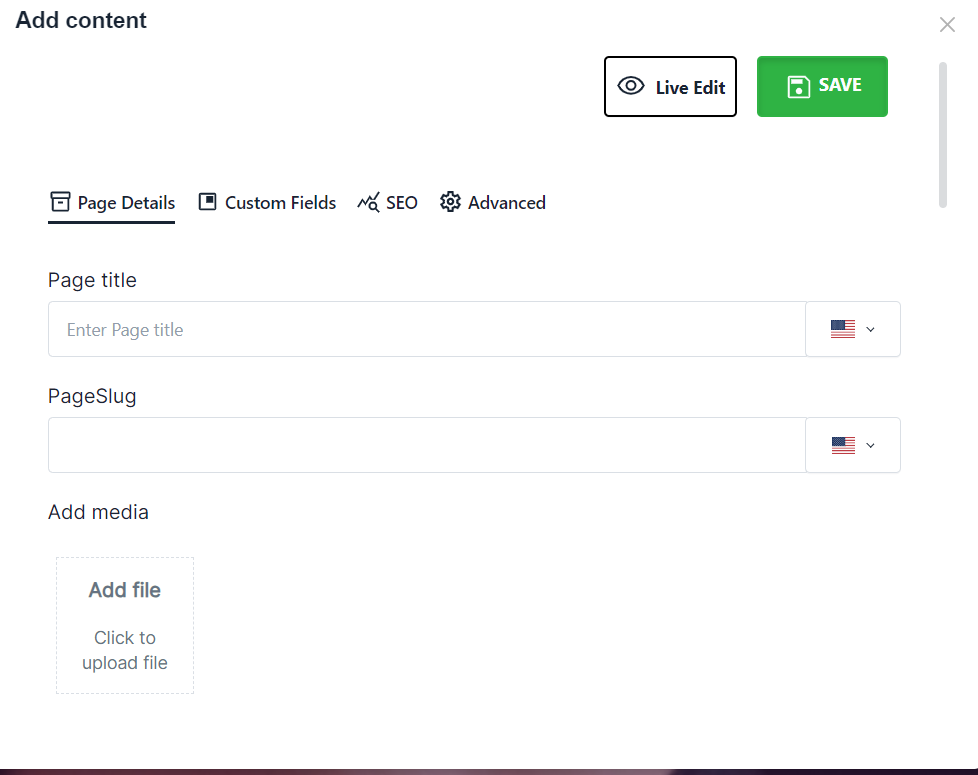 Add content
Live Edit
SAVE
Page Details
Custom Fields
SEO
Advanced
Page title
Enter Page title
PageSlug
Add media
Add file
Click to
upload file